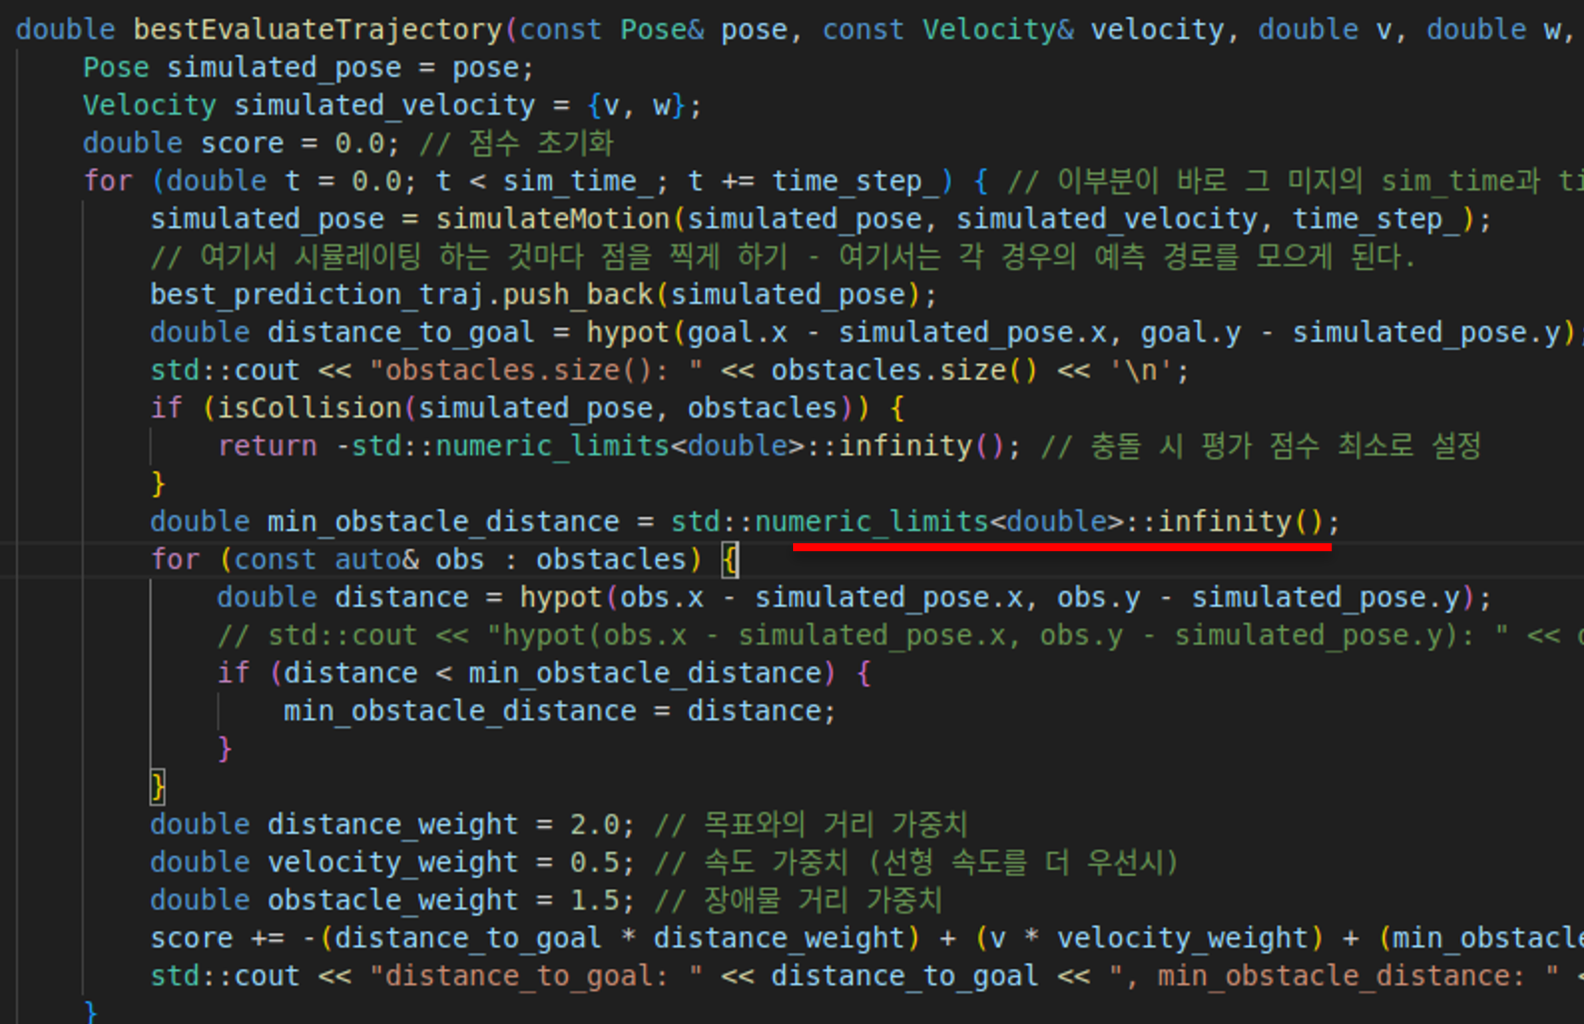 double bestEvaluateTrajectory(const Pose& pose, const Velocity& velocity, double v, double w,
Pose simulated_pose = pose;
Velocity simulated_velocity = {v, w};
double score = 0.0; // 점수 초기화
for (double t = 0.0; t < sim_time_; t += time_step_) { // 이부분이 바로 그 미지의 sim_time과 ti
simulated_pose = simulateMotion(simulated_pose, simulated_velocity, time_step_);
// 여기서 시뮬레이팅 하는 것마다 점을 찍게 하기 - 여기서는 각 경우의 예측 경로를 모으게 된다.
best_prediction_traj.push_back(simulated_pose);
double distance_to_goal = hypot(goal.x - simulated_pose.x, goal.y - simulated_pose.y);
std::cout << "obstacles.size(): " << obstacles.size() << '\n';
if (isCollision(simulated_pose, obstacles)) {
return -std::numeric_limits<double>::infinity(); // 충돌 시 평가 점수 최소로 설정
}
double min_obstacle_distance = std::numeric_limits<double>::infinity();
for (const auto& obs : obstacles) {
double distance = hypot(obs.x - simulated_pose.x, obs.y - simulated_pose.y);
// std::cout << "hypot(obs.x - simulated_pose.x, obs.y - simulated_pose.y): " <<
if (distance < min_obstacle_distance) {
min_obstacle_distance = distance;
}
}
double distance_weight = 2.0; // 목표와의 거리 가중치
double velocity_weight = 0.5; // 속도 가중치 (선형 속도를 더 우선시)
double obstacle_weight = 1.5; // 장애물 거리 가중치
score += -(distance_to_goal * distance_weight) + (v * velocity_weight) + (min_obstacle
std::cout << "distance_to_goal: " << distance_to_goal << ", min_obstacle_distance: " <
}